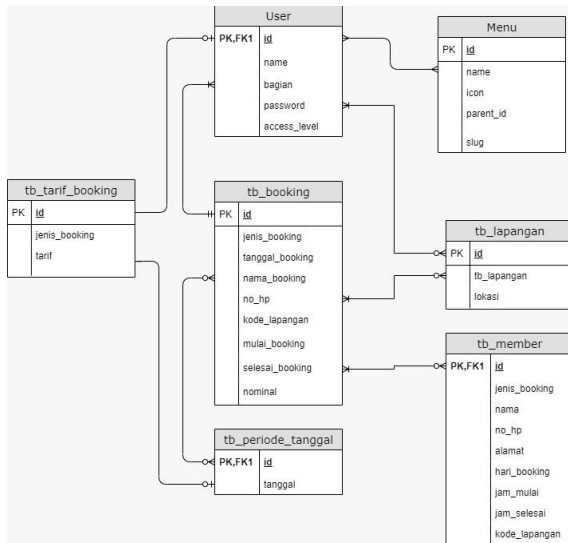 User
PK,FK1 id
name
bagian
password
access_level
Menu
PK id
name
icon
parent_id
slug
tb_tarif_booking
PK id
jenis_booking
tarif
tb_booking
PK id
jenis_booking
tanggal_booking
nama_booking
no_hp
kode_lapangan
mulai_booking
selesai_booking
nominal
tb_lapangan
PK id
tb_lapangan
lokasi
tb_member
PK,FK1 id
jenis_booking
nama
no_hp
alamat
hari_booking
jam_mulai
jam_selesai
kode_lapangan
tb_periode_tanggal
PK,FK1 id
tanggal